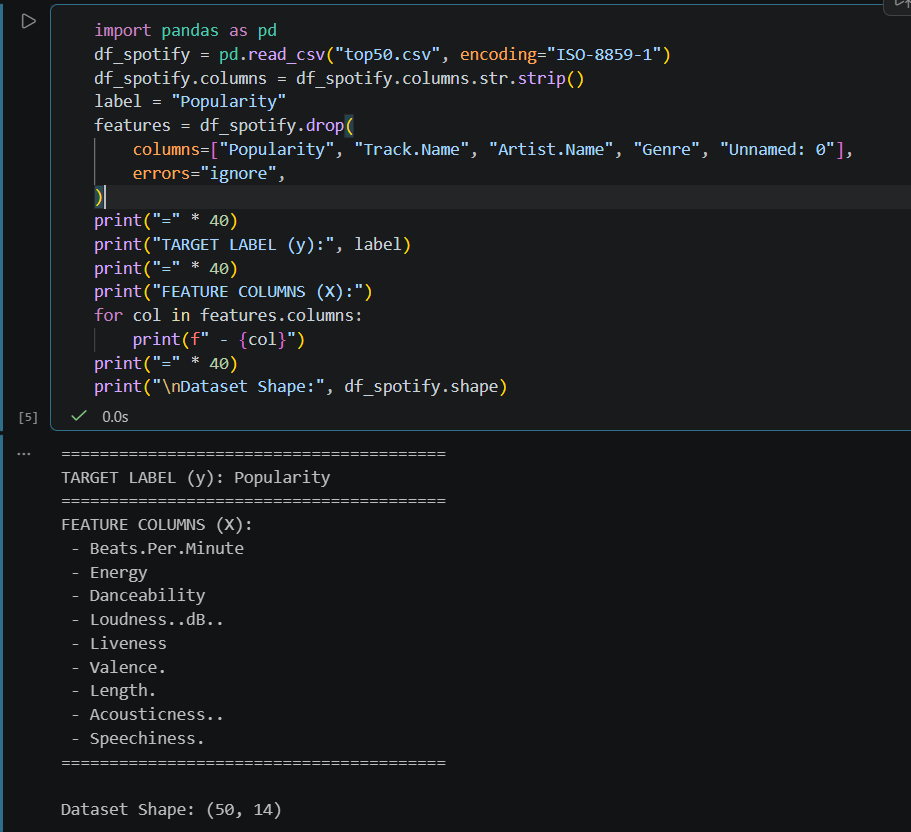 import pandas as pd
df_spotify = pd.read_csv("top50.csv", encoding="ISO-8859-1")
df_spotify.columns = df_spotify.columns.str.strip()
label = "Popularity"
features = df_spotify.drop(
    columns=["Popularity", "Track.Name", "Artist.Name", "Genre", "Unnamed: 0"],
    errors="ignore",
)
print("=" * 40)
print("TARGET LABEL (y):", label)
print("=" * 40)
print("FEATURE COLUMNS (X):")
for col in features.columns:
    print(f" - {col}")
print("=" * 40)
print("\nDataset Shape:", df_spotify.shape)
[5] 0.0s
... ========================================
TARGET LABEL (y): Popularity
========================================
FEATURE COLUMNS (X):
 - Beats.Per.Minute
 - Energy
 - Danceability
 - Loudness..dB..
 - Liveness
 - Valence.
 - Length.
 - Acousticness..
 - Speechiness.
========================================

Dataset Shape: (50, 14)